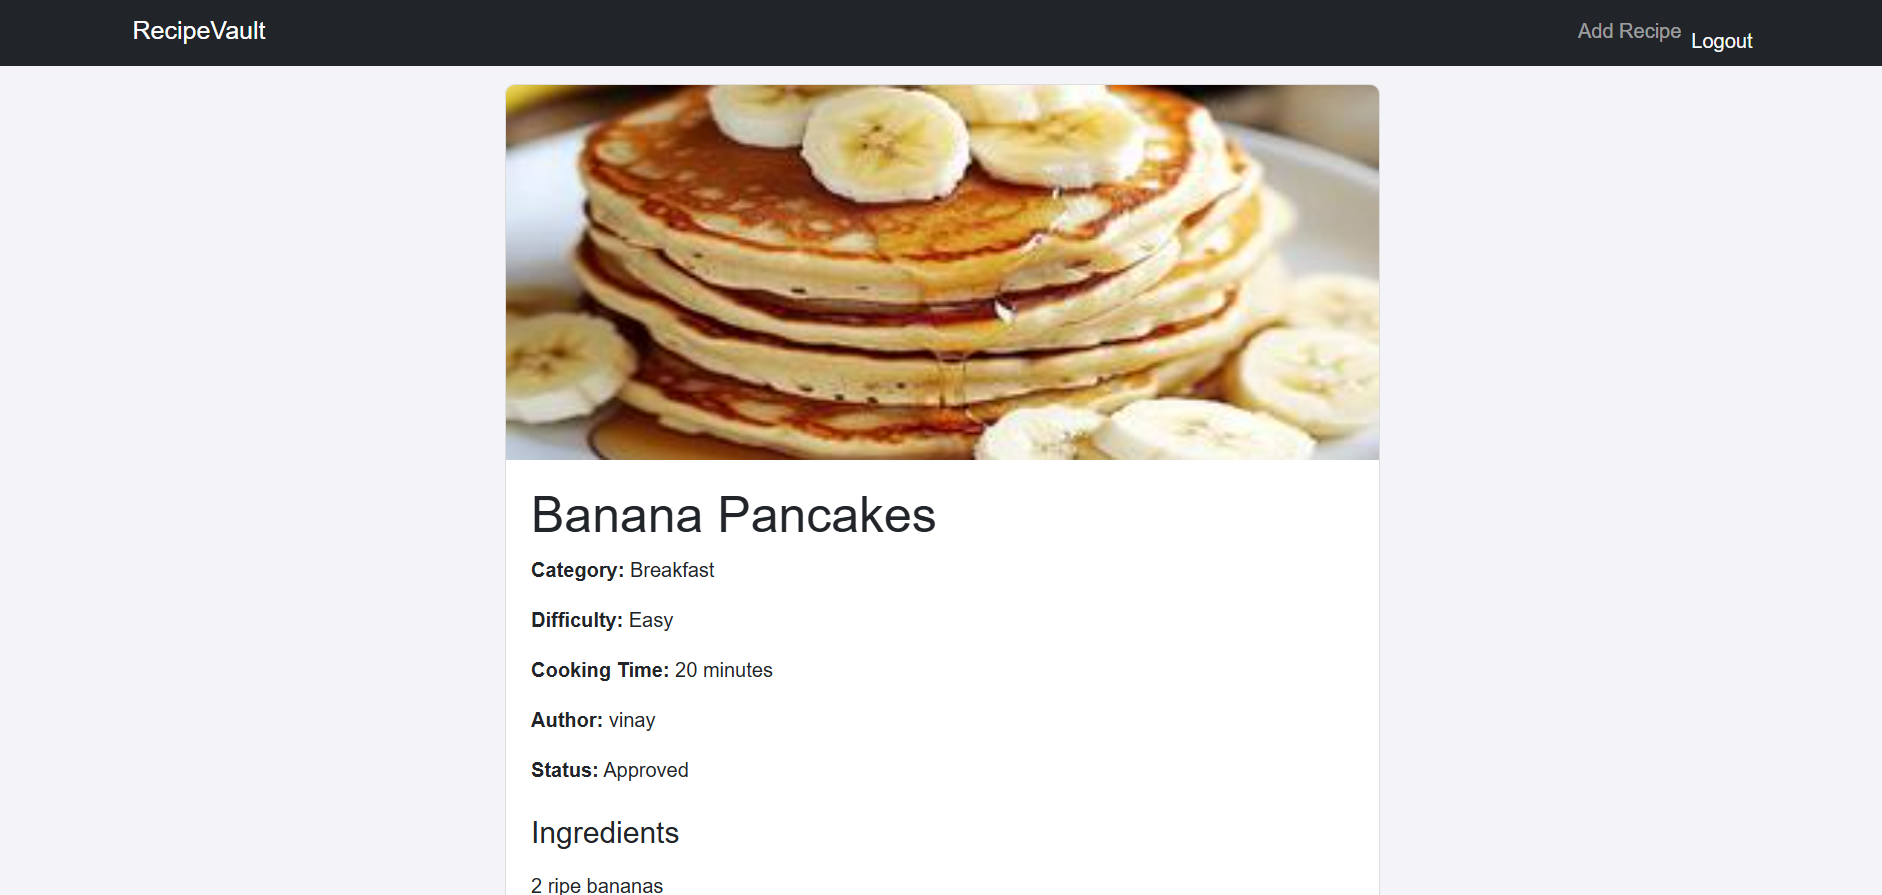 RecipeVault
Add Recipe
Logout
Banana Pancakes
Category: Breakfast
Difficulty: Easy
Cooking Time: 20 minutes
Author: vinay
Status: Approved
Ingredients
2 ripe bananas